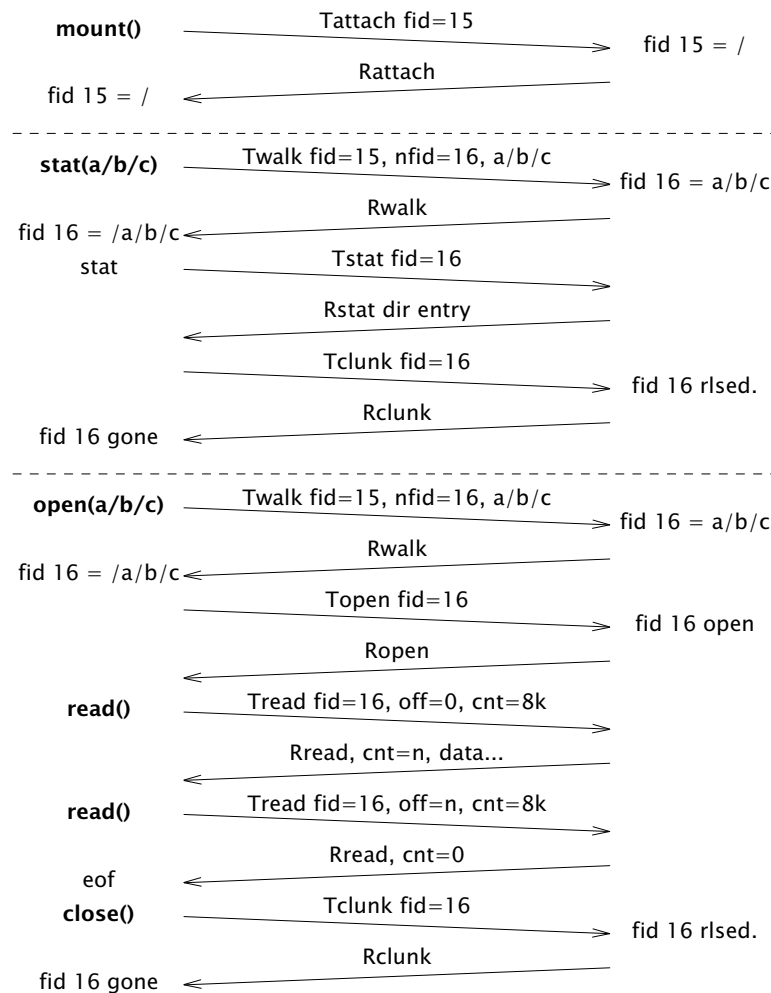 Tattach fid=15
mount()
fid 15 = /
Rattach
fid 15 = /
stat(a/b/c)
Twalk fid=15, nfid=16, a/b/c
fid 16 = a/b/c
Rwalk
fid 16 = /a/b/c
stat
Tstat fid=16
Rstat dir entry
Tclunk fid=16
fid 16 rlsed.
Rclunk
fid 16 gone
open(a/b/c)
Twalk fid=15, nfid=16, a/b/c
fid 16 = a/b/c
Rwalk
fid 16 = /a/b/c
Topen fid=16
fid 16 open
Ropen
read()
Tread fid=16, off=0, cnt=8k
Rread, cnt=n, data...
read()
Tread fid=16, off=n, cnt=8k
Rread, cnt=0
eof
close()
Tclunk fid=16
fid 16 rlsed.
Rclunk
fid 16 gone